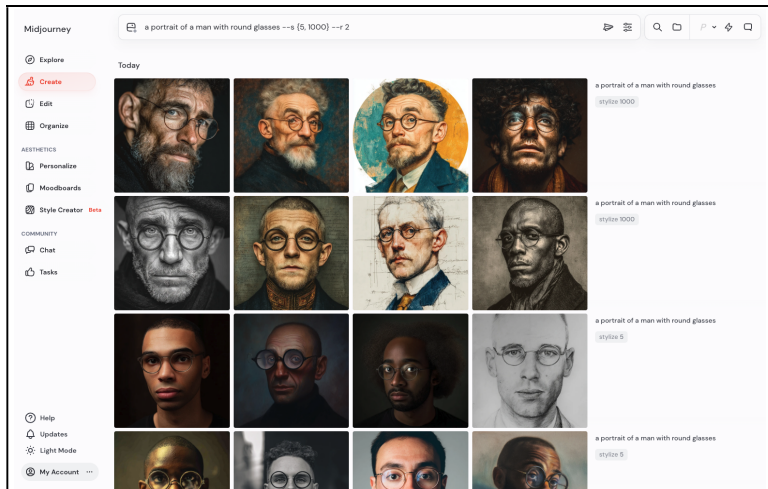 Midjourney
a portrait of a man with round glasses --s {5, 1000} --r 2
Explore
Create
Edit
Organize
AESTHETICS
Personalize
Moodboards
Style Creator Beta
COMMUNITY
Chat
Tasks
Help
Updates
Light Mode
My Account ···
Today
a portrait of a man with round glasses
stylize 1000
a portrait of a man with round glasses
stylize 1000
a portrait of a man with round glasses
stylize 5
a portrait of a man with round glasses
stylize 5